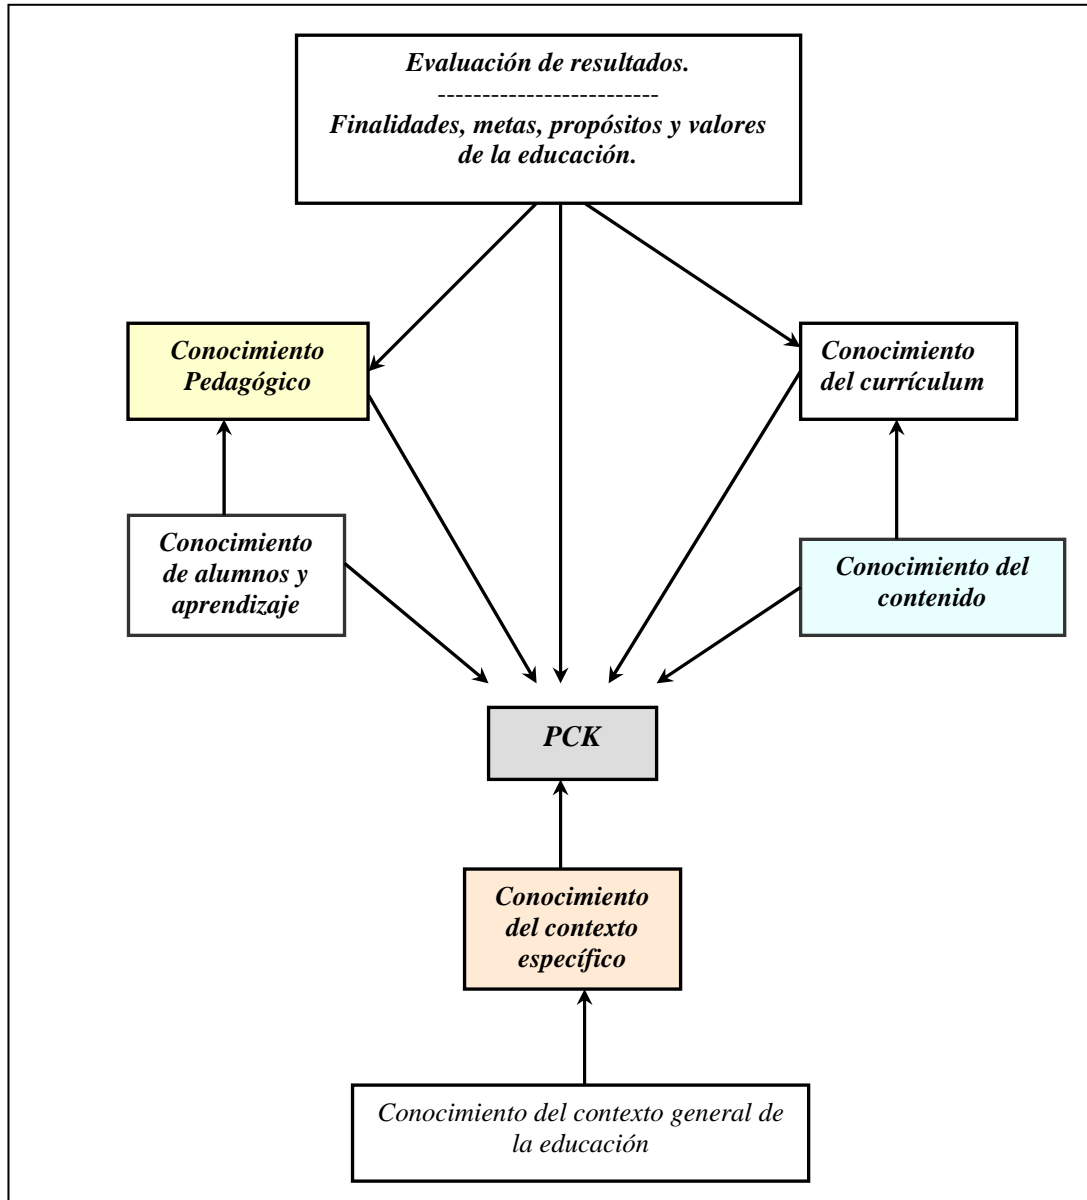 Evaluación de resultados.
-------------------------
Finalidades, metas, propósitos y valores
de la educación.
Conocimiento
Pedagógico
Conocimiento
del currículum
Conocimiento
de alumnos y
aprendizaje
Conocimiento del
contenido
PCK
Conocimiento
del contexto
específico
Conocimiento del contexto general de
la educación